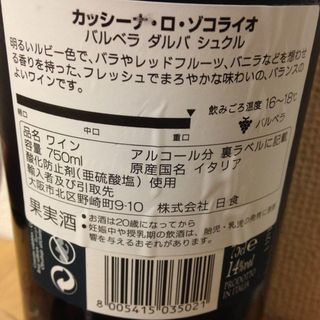 カッシーナ・ロ・ゾコライオ
バルベラ ダルバ シュクル
明るいルビー色で、バラやレッドフルーツ、バニラなどを想わせ
る香りを持った、フレッシュでまろやかな味わいの、バランスの
よいワインです。
飲みごろ温度 16〜18℃
軽口 中口 重口
バルベラ
品名 ワイン
容量 750ml アルコール分 裏ラベルに記載
酸化防止剤(亜硫酸塩)使用 原産国名 イタリア
輸入者及び引取先
大阪市北区野崎町9-10 株式会社 日食
果実酒
•お酒は20歳になってから
•妊娠中や授乳期の飲酒は、胎児・乳児の発育に
響を与えるおそれがあります。
8 005415 035021
75cl e
14%vol
PRODOTTO
IN ITALIA